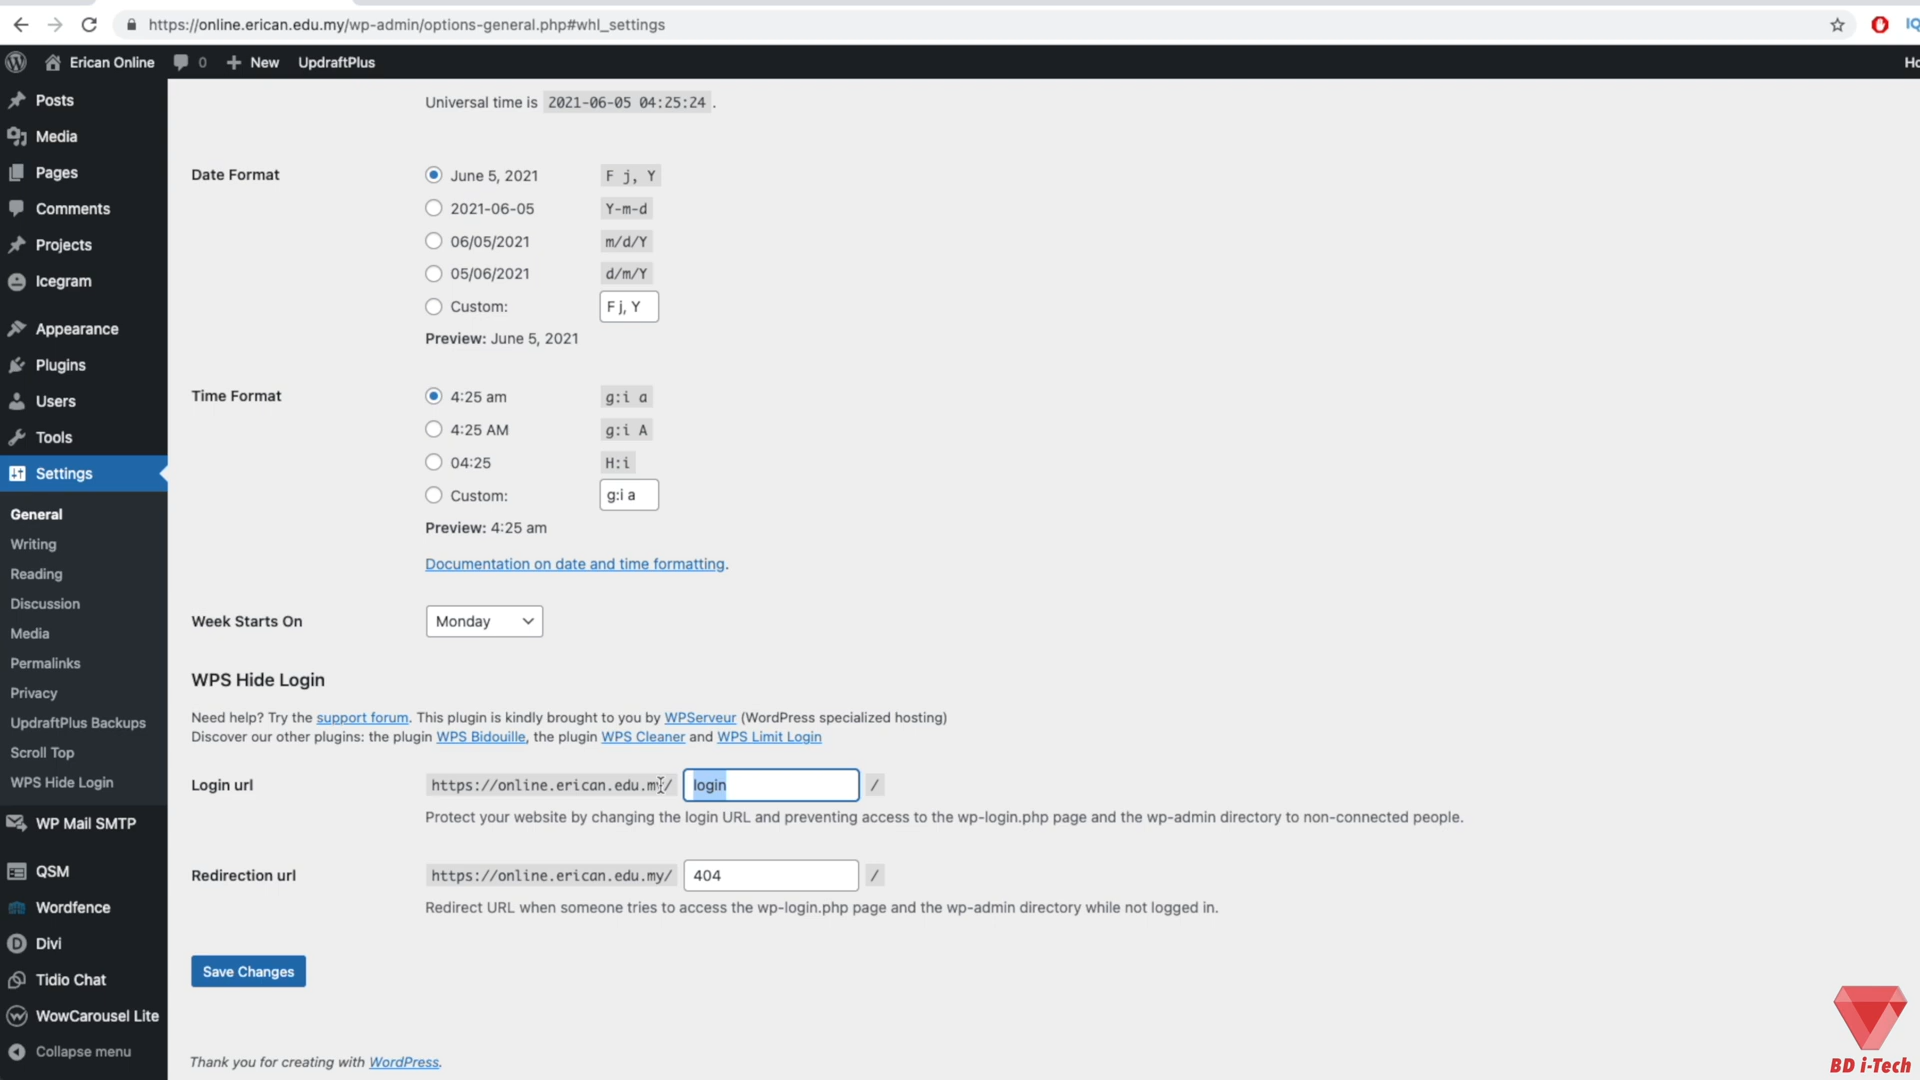 https://online.erican.edu.my/wp-admin/options-general.php#whl_settings
Erican Online 0 New UpdraftPlus
Posts
Media
Pages
Comments
Projects
Icegram
Appearance
Plugins
Users
Tools
Settings
General
Writing
Reading
Discussion
Media
Permalinks
Privacy
UpdraftPlus Backups
Scroll Top
WPS Hide Login
WP Mail SMTP
QSM
Wordfence
Divi
Tidio Chat
WowCarousel Lite
Collapse menu
Universal time is 2021-06-05 04:25:24 .
Date Format
June 5, 2021 F j, Y
2021-06-05 Y-m-d
06/05/2021 m/d/Y
05/06/2021 d/m/Y
Custom: F j, Y
Preview: June 5, 2021
Time Format
4:25 am g:i a
4:25 AM g:i A
04:25 H:i
Custom: g:i a
Preview: 4:25 am
Documentation on date and time formatting.
Week Starts On Monday
WPS Hide Login
Need help? Try the support forum. This plugin is kindly brought to you by WPServeur (WordPress specialized hosting)
Discover our other plugins: the plugin WPS Bidouille, the plugin WPS Cleaner and WPS Limit Login
Login url https://online.erican.edu.my/ login /
Protect your website by changing the login URL and preventing access to the wp-login.php page and the wp-admin directory to non-connected people.
Redirection url https://online.erican.edu.my/ 404 /
Redirect URL when someone tries to access the wp-login.php page and the wp-admin directory while not logged in.
Save Changes
Thank you for creating with WordPress.
BD i-Tech